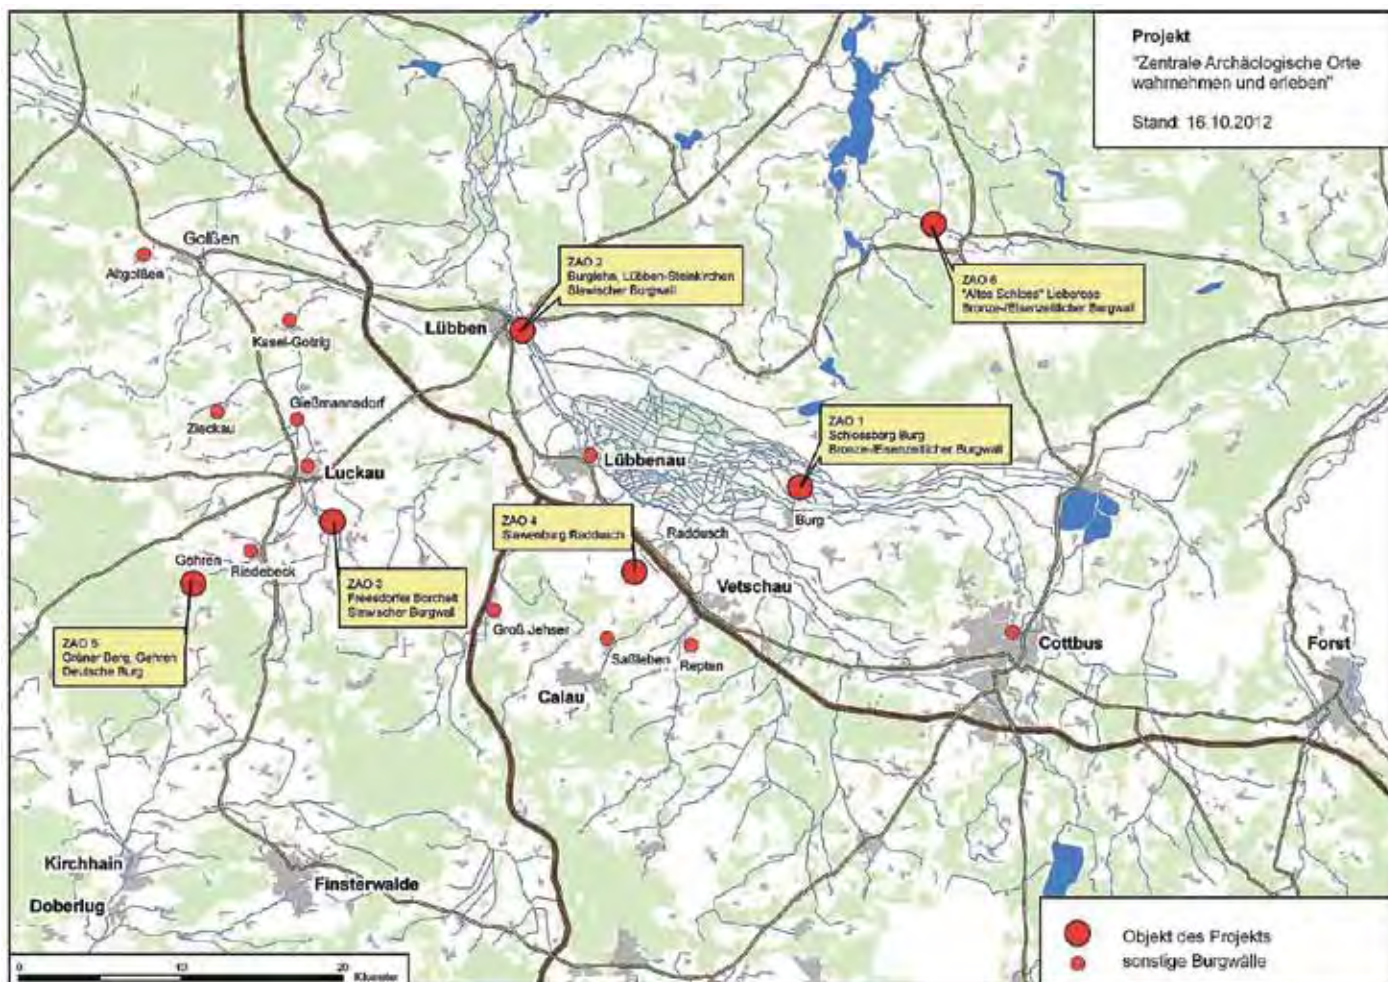 Projekt
"Zentrale Archäologische Orte
wahrnehmen und erleben"
Stand: 16.10.2012
Golßen
Altgolßen
ZAO 2
Burglehn, Lübben-Steinkirchen
Slawischer Burgwall
ZAO 6
"Altes Schloss" Lieberose
Bronze-/Eisenzeitlicher Burgwall
Lübben
Kasel-Golzig
Zieckau
Gießmannsdorf
ZAO 1
Schlossberg Burg
Bronze-/Eisenzeitlicher Burgwall
Luckau
Lübbenau
Burg
ZAO 4
Slawenburg Raddusch
Raddusch
Gehren
Riedebeck
ZAO 3
Freesdorfer Borchelt
Slawischer Burgwall
Vetschau
Groß Jehser
ZAO 5
Grüner Berg, Gehren
Deutsche Burg
Saßleben
Repten
Cottbus
Forst
Calau
Kirchhain
Finsterwalde
Doberlug
Objekt des Projekts
sonstige Burgwälle
0 10 20
Kilometer